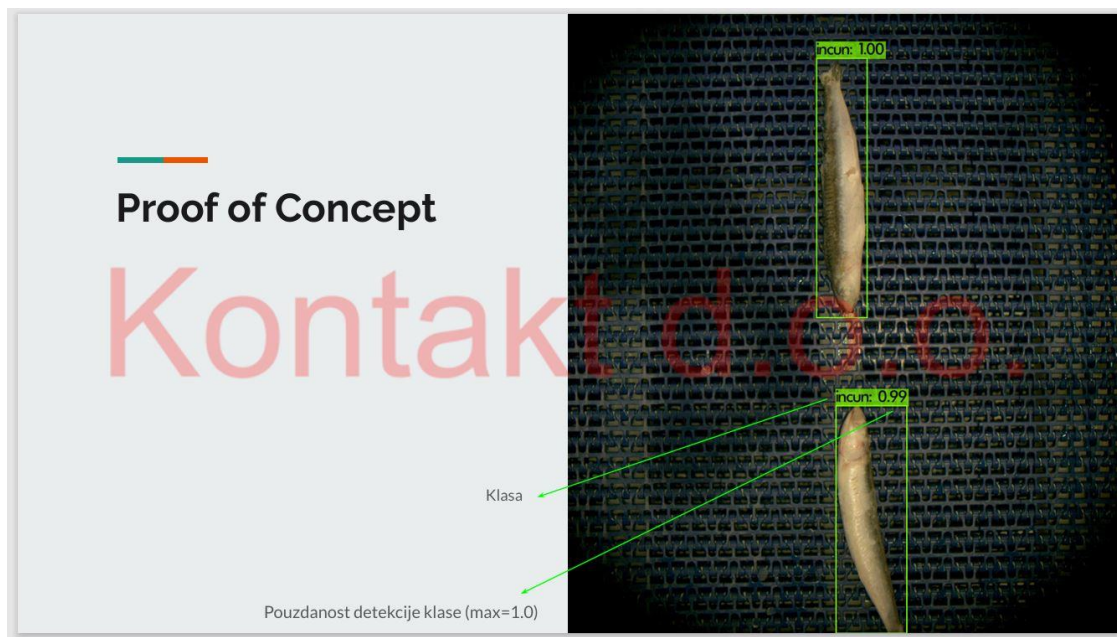 Proof of Concept
Kontakt d.o.o.
incun: 1.00
incun: 0.99
Klasa
Pouzdanost detekcije klase (max=1.0)